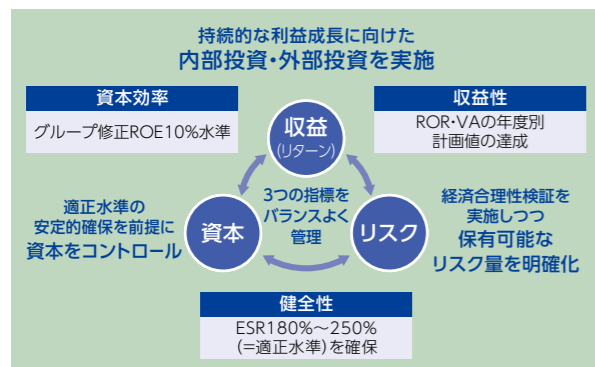 持続的な利益成長に向けた
内部投資・外部投資を実施
資本効率
グループ修正ROE10%水準
収益性
ROR・VAの年度別
計画値の達成
収益
(リターン)
適正水準の
安定的確保を前提に
資本をコントロール
資本
3つの指標を
バランスよく
管理
リスク
経済合理性検証を
実施しつつ
保有可能な
リスク量を明確化
健全性
ESR180%～250%
(=適正水準)を確保